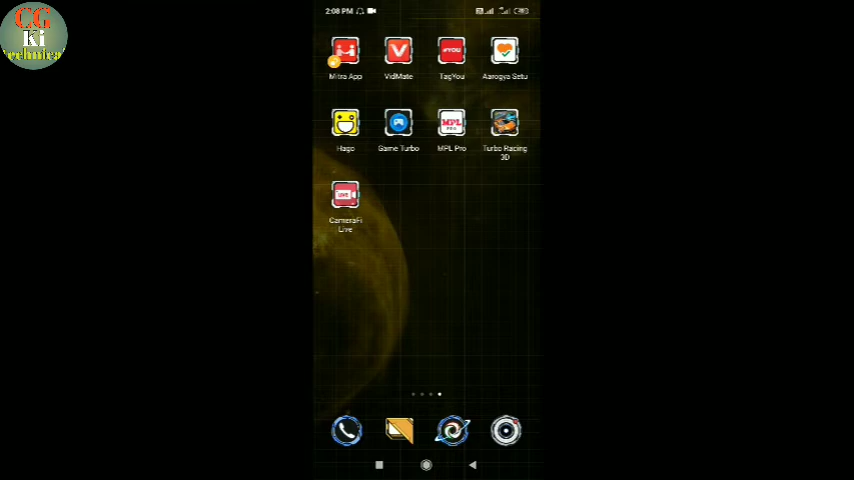 CG
Ki
technical
2:08 PM
Mitra App
VidMate
TagYou
Aarogya Setu
Hago
Game Turbo
MPL Pro
Turbo Racing
3D
CameraFi
Live